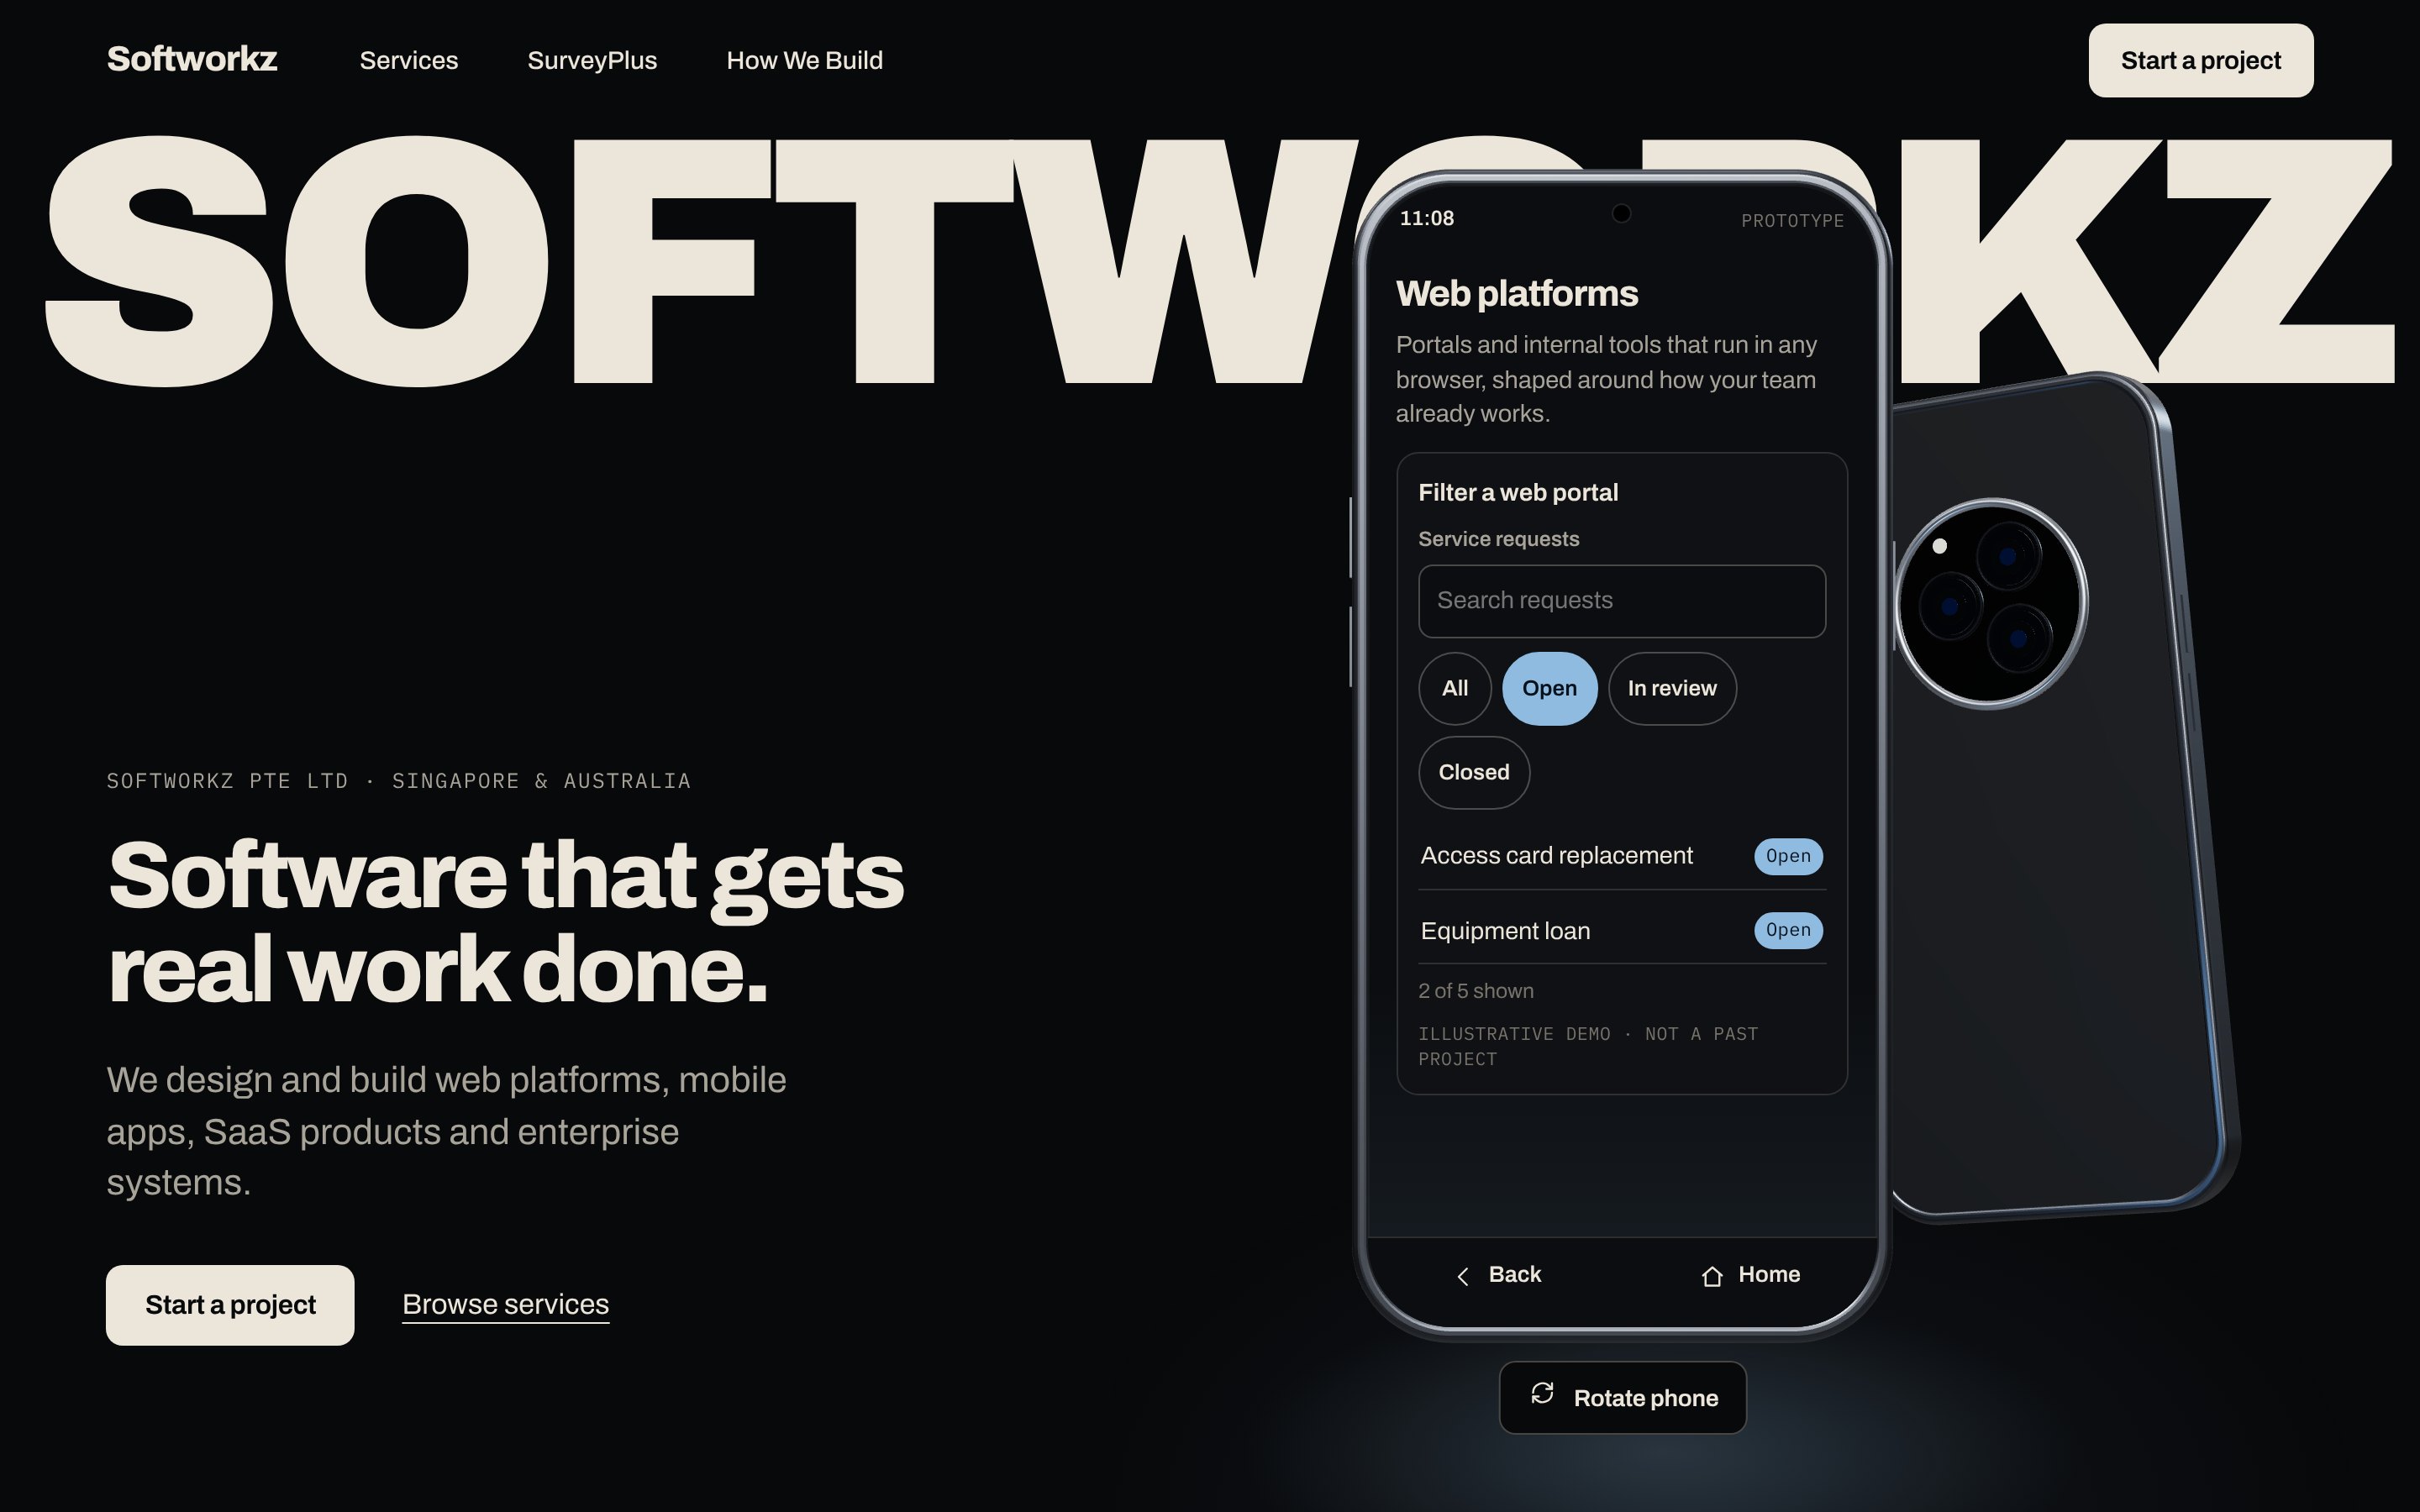 Softworkz
Services
SurveyPlus
How We Build
Start a project
SOFTWORKZ
11:08
PROTOTYPE
Web platforms
Portals and internal tools that run in any
browser, shaped around how your team
already works.
Filter a web portal
Service requests
Search requests
All
Open
In review
Closed
Access card replacement
Open
Equipment loan
Open
2 of 5 shown
ILLUSTRATIVE DEMO · NOT A PAST
PROJECT
Back
Home
Rotate phone
SOFTWORKZ PTE LTD · SINGAPORE & AUSTRALIA
Software that gets
real work done.
We design and build web platforms, mobile
apps, SaaS products and enterprise
systems.
Start a project
Browse services